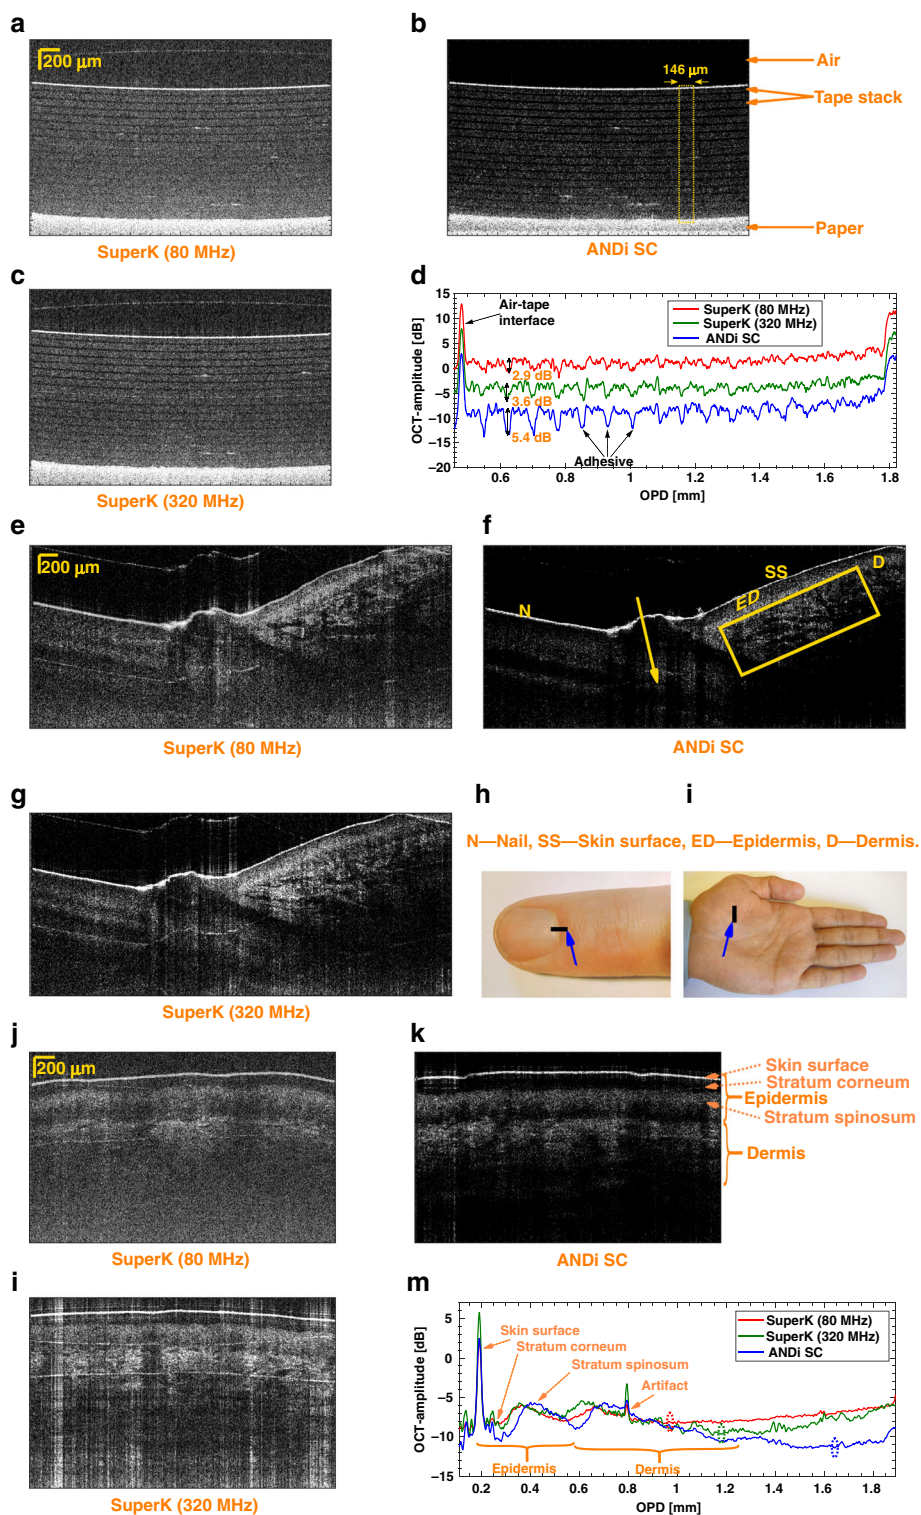 a
200 µm
SuperK (80 MHz)
b
146 µm
Air
Tape stack
Paper
ANDi SC
c
SuperK (320 MHz)
d
OCT-amplitude [dB]
15
10
5
0
−5
−10
−15
−20
Air-tape
interface
SuperK (80 MHz)
SuperK (320 MHz)
ANDi SC
2.9 dB
3.6 dB
5.4 dB
Adhesive
0.6 0.8 1 1.2 1.4 1.6 1.8
OPD [mm]
e
200 µm
SuperK (80 MHz)
f
N
ED
SS
D
ANDi SC
g
SuperK (320 MHz)
h
i
N—Nail, SS—Skin surface, ED—Epidermis, D—Dermis.
j
200 µm
SuperK (80 MHz)
k
Skin surface
Stratum corneum
Epidermis
Stratum spinosum
Dermis
ANDi SC
i
SuperK (320 MHz)
m
OCT-amplitude [dB]
5
0
−5
−10
−15
Skin surface
Stratum corneum
Stratum spinosum
Artifact
SuperK (80 MHz)
SuperK (320 MHz)
ANDi SC
Epidermis
Dermis
0.2 0.4 0.6 0.8 1 1.2 1.4 1.6 1.8
OPD [mm]